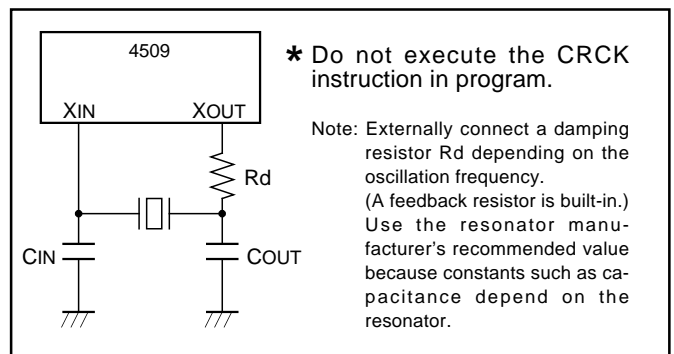 4509
XIN XOUT
Rd
CIN COUT
* Do not execute the CRCK
instruction in program.
Note: Externally connect a damping
resistor Rd depending on the
oscillation frequency.
(A feedback resistor is built-in.)
Use the resonator manu-
facturer's recommended value
because constants such as ca-
pacitance depend on the
resonator.